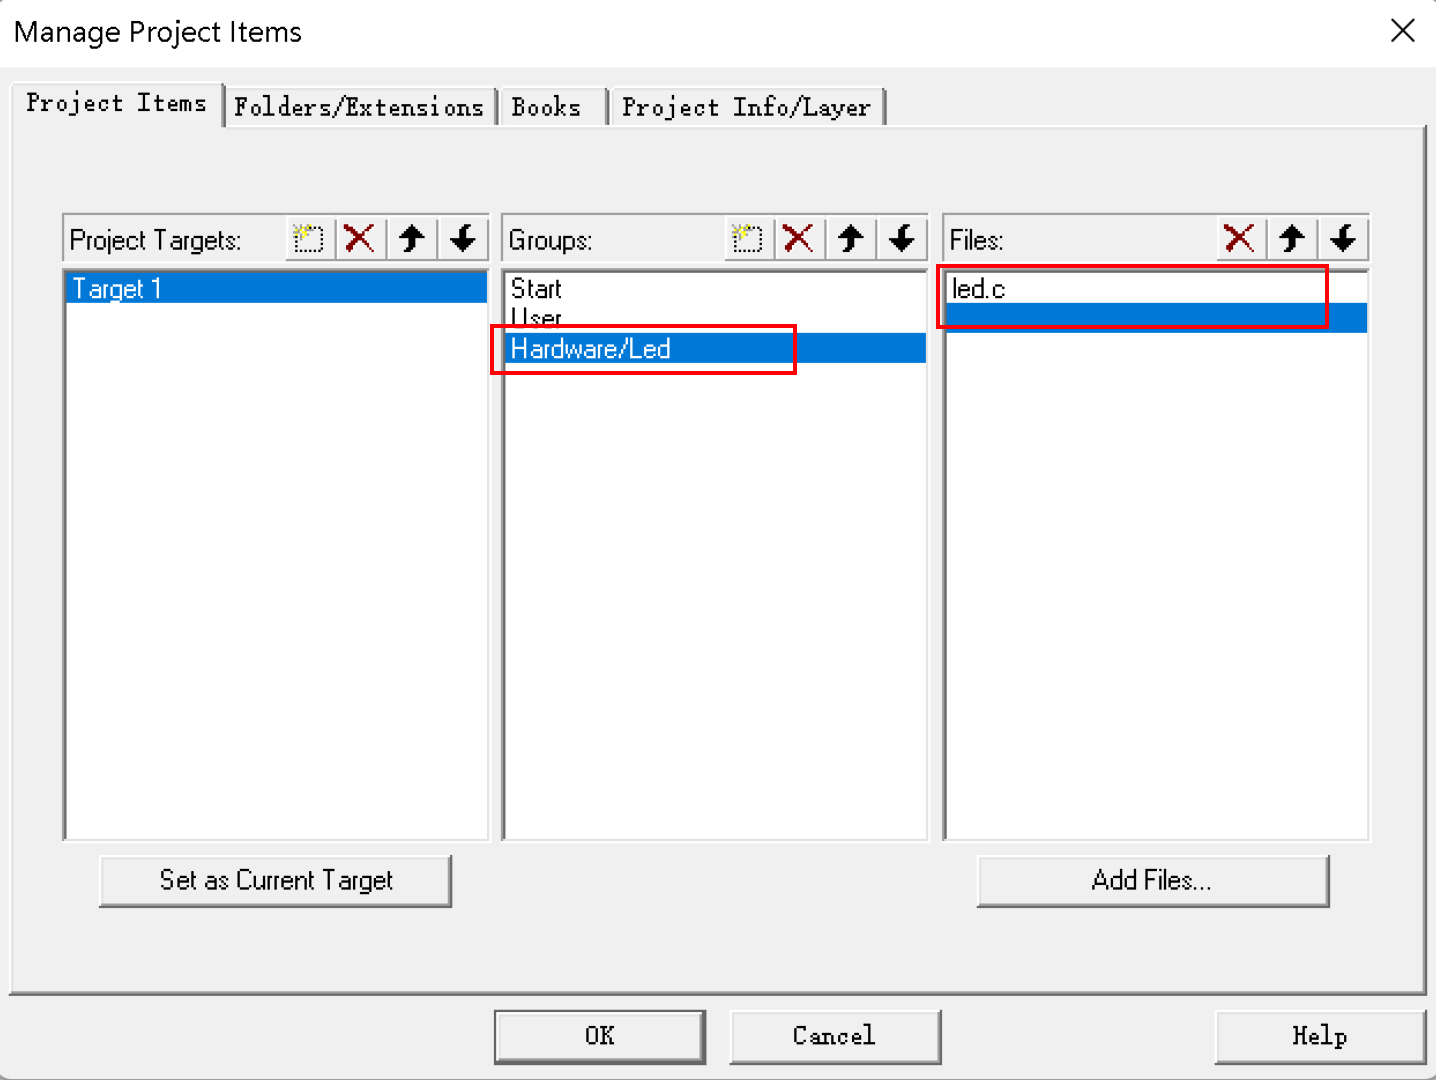 Manage Project Items
Project Items Folders/Extensions Books Project Info/Layer
Project Targets: Groups: Files:
Target 1
Start
User
Hardware/Led
led.c
Set as Current Target
Add Files...
OK Cancel Help